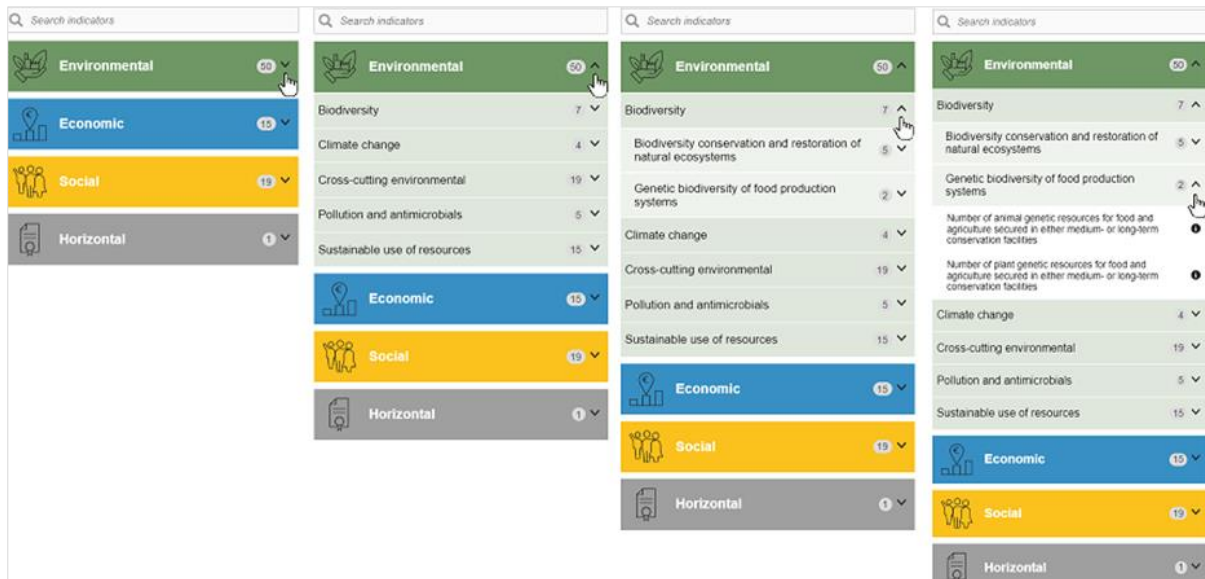 Search indicators
Environmental 50
Economic 15
Social 19
Horizontal 1
Search indicators
Environmental 50
Biodiversity 7
Climate change 4
Cross-cutting environmental 19
Pollution and antimicrobials 5
Sustainable use of resources 15
Economic 15
Social 19
Horizontal 1
Search indicators
Environmental 50
Biodiversity 7
Biodiversity conservation and restoration of
natural ecosystems 5
Genetic biodiversity of food production
systems 2
Climate change 4
Cross-cutting environmental 19
Pollution and antimicrobials 5
Sustainable use of resources 15
Economic 15
Social 19
Horizontal 1
Search indicators
Environmental 50
Biodiversity 7
Biodiversity conservation and restoration of
natural ecosystems 5
Genetic biodiversity of food production
systems 2
Number of animal genetic resources for food and
agriculture secured in either medium- or long-term
conservation facilities
Number of plant genetic resources for food and
agriculture secured in either medium- or long-term
conservation facilities
Climate change 4
Cross-cutting environmental 19
Pollution and antimicrobials 5
Sustainable use of resources 15
Economic 15
Social 19
Horizontal 1